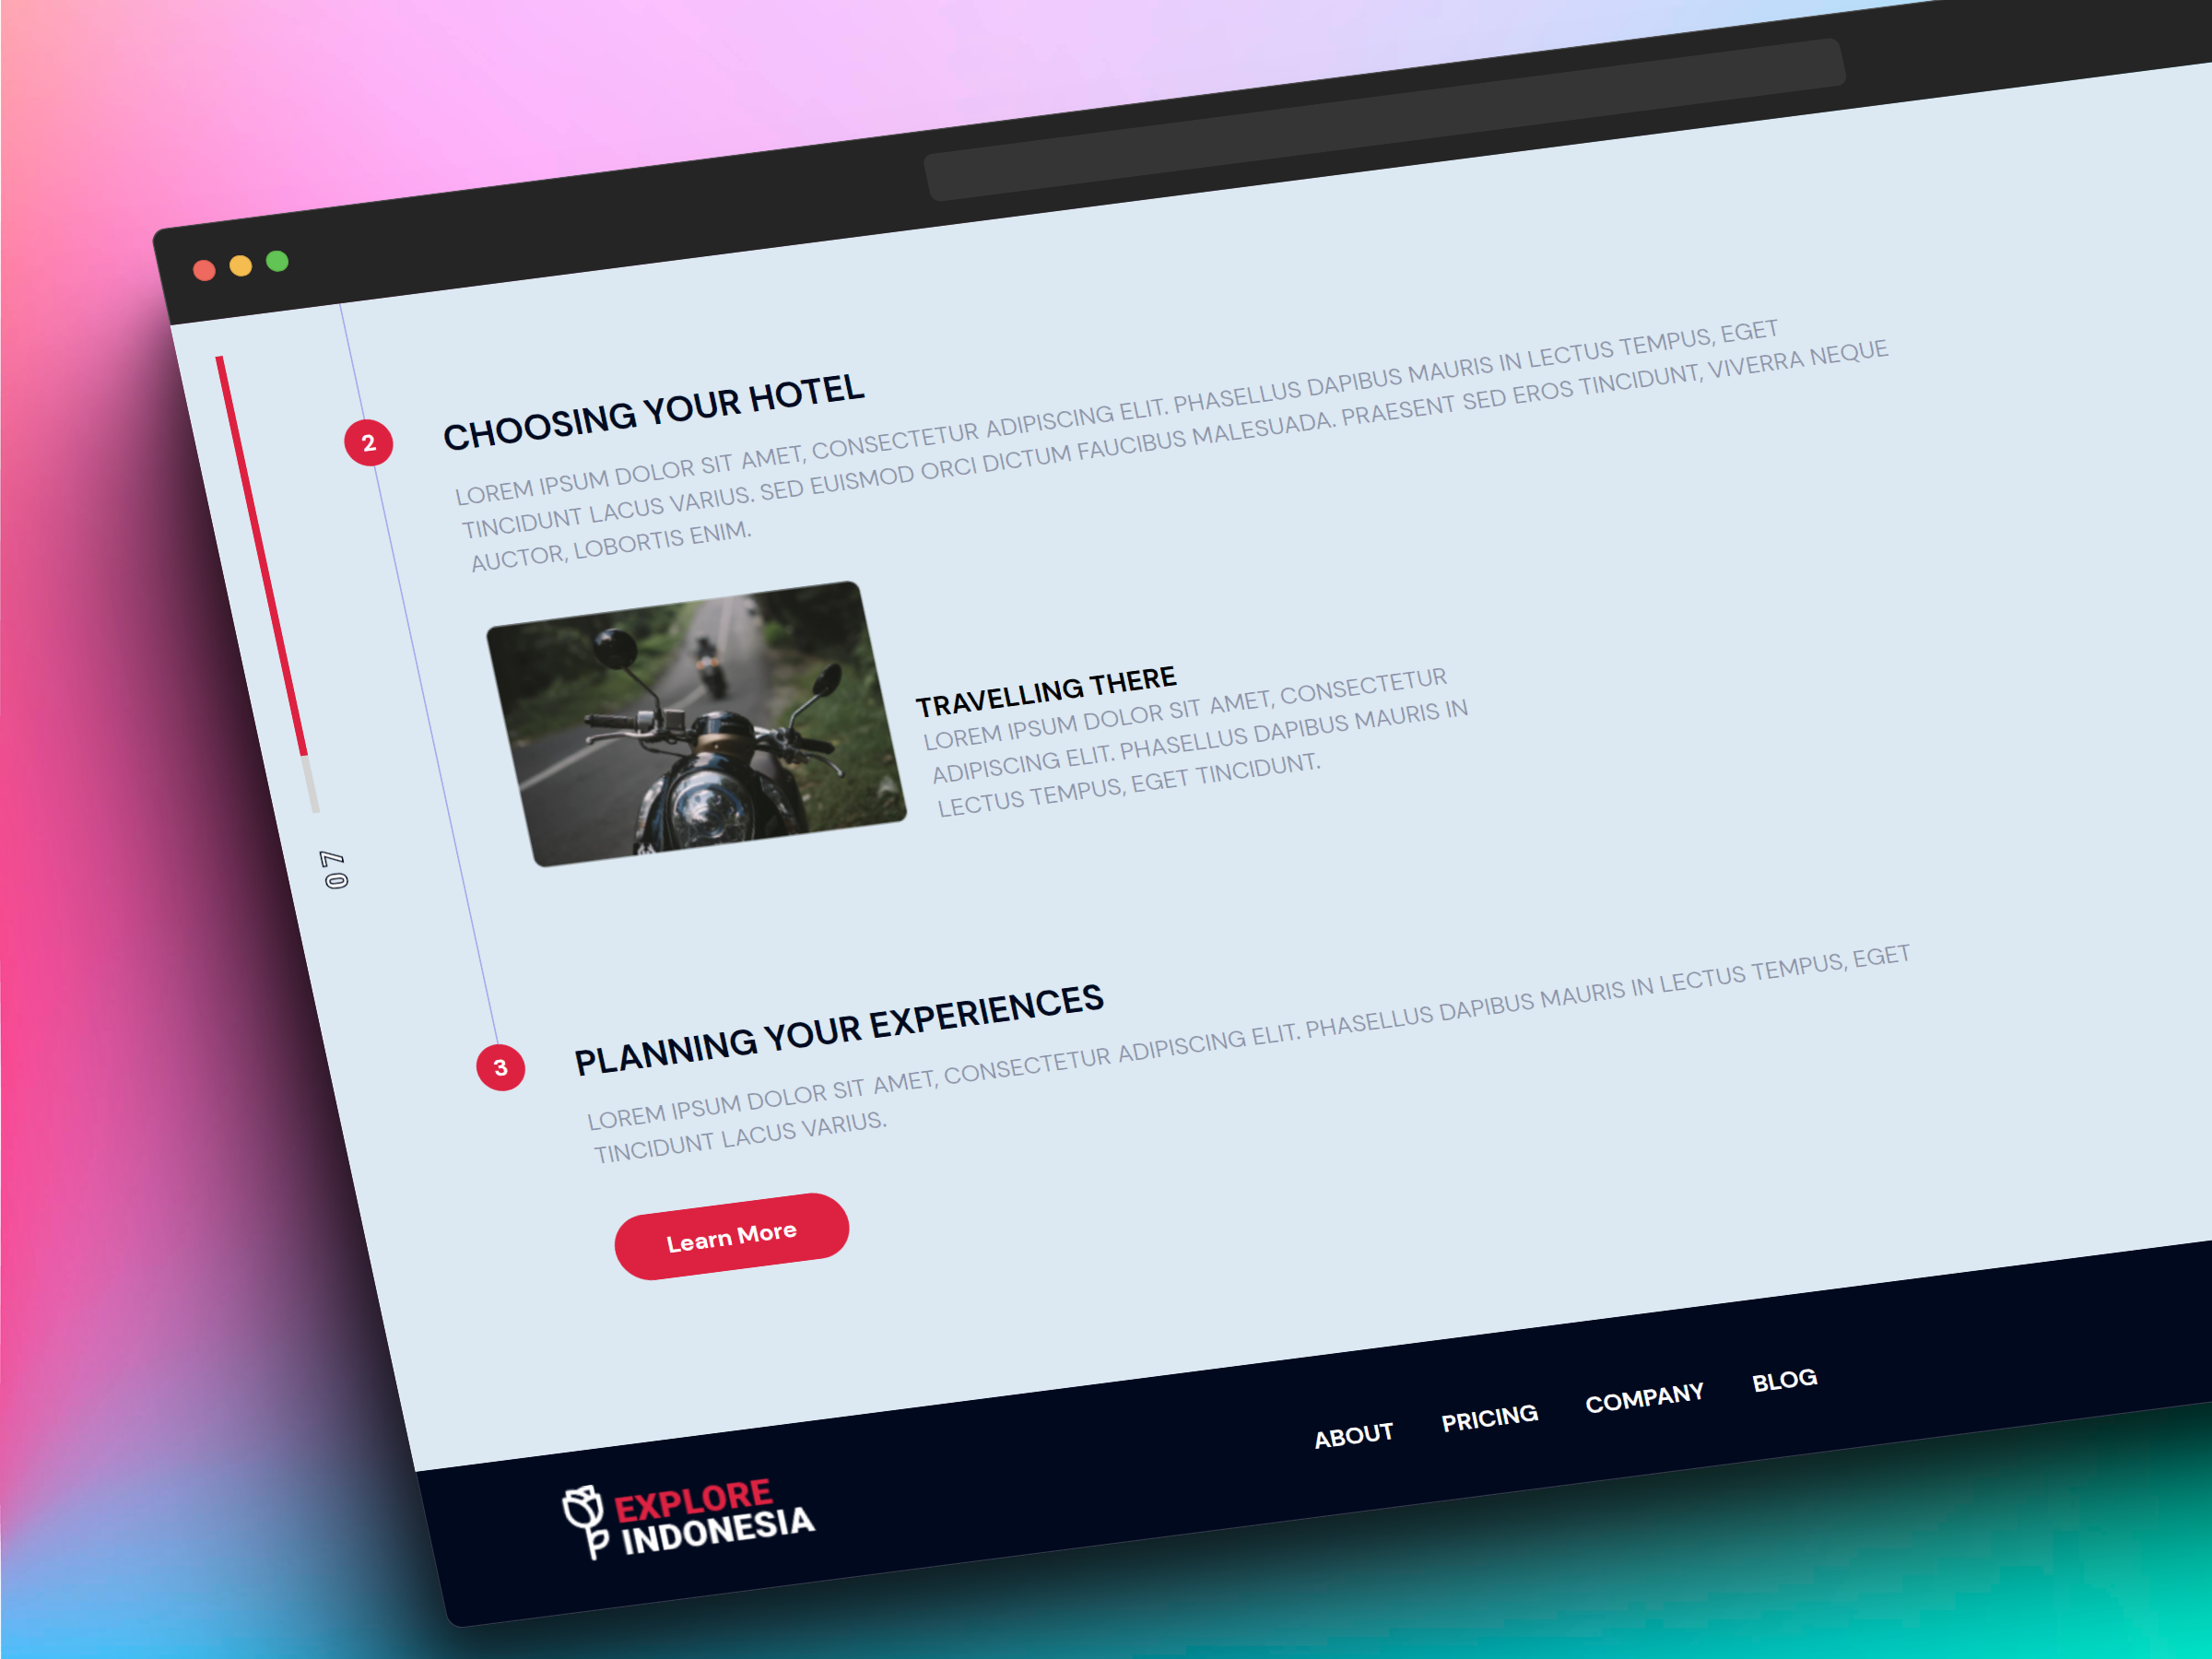 2
CHOOSING YOUR HOTEL
LOREM IPSUM DOLOR SIT AMET, CONSECTETUR ADIPISCING ELIT. PHASELLUS DAPIBUS MAURIS IN LECTUS TEMPUS, EGET
TINCIDUNT LACUS VARIUS. SED EUISMOD ORCI DICTUM FAUCIBUS MALESUADA. PRAESENT SED EROS TINCIDUNT, VIVERRA NEQUE
AUCTOR, LOBORTIS ENIM.
TRAVELLING THERE
LOREM IPSUM DOLOR SIT AMET, CONSECTETUR
ADIPISCING ELIT. PHASELLUS DAPIBUS MAURIS IN
LECTUS TEMPUS, EGET TINCIDUNT.
07
3
PLANNING YOUR EXPERIENCES
LOREM IPSUM DOLOR SIT AMET, CONSECTETUR ADIPISCING ELIT. PHASELLUS DAPIBUS MAURIS IN LECTUS TEMPUS, EGET
TINCIDUNT LACUS VARIUS.
Learn More
ABOUT PRICING COMPANY BLOG
EXPLORE
INDONESIA